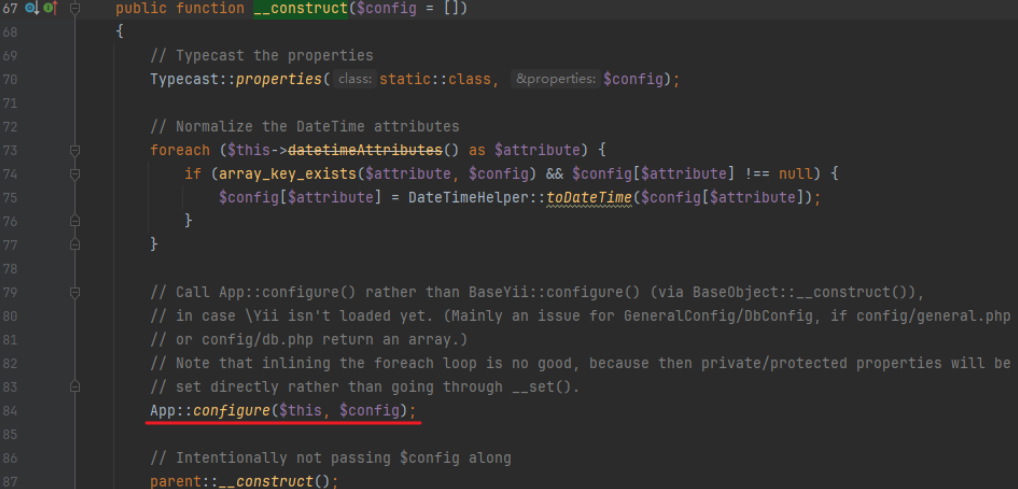 67 public function __construct($config = [])
68 {
69 // Typecast the properties
70 Typecast::properties( class: static::class, &properties: $config);
71
72 // Normalize the DateTime attributes
73 foreach ($this->datetimeAttributes() as $attribute) {
74 if (array_key_exists($attribute, $config) && $config[$attribute] !== null) {
75 $config[$attribute] = DateTimeHelper::toDateTime($config[$attribute]);
76 }
77 }
78
79 // Call App::configure() rather than BaseYii::configure() (via BaseObject::__construct()),
80 // in case \Yii isn't loaded yet. (Mainly an issue for GeneralConfig/DbConfig, if config/general.php
81 // or config/db.php return an array.)
82 // Note that inlining the foreach loop is no good, because then private/protected properties will be
83 // set directly rather than going through __set().
84 App::configure($this, $config);
85
86 // Intentionally not passing $config along
87 parent::__construct();